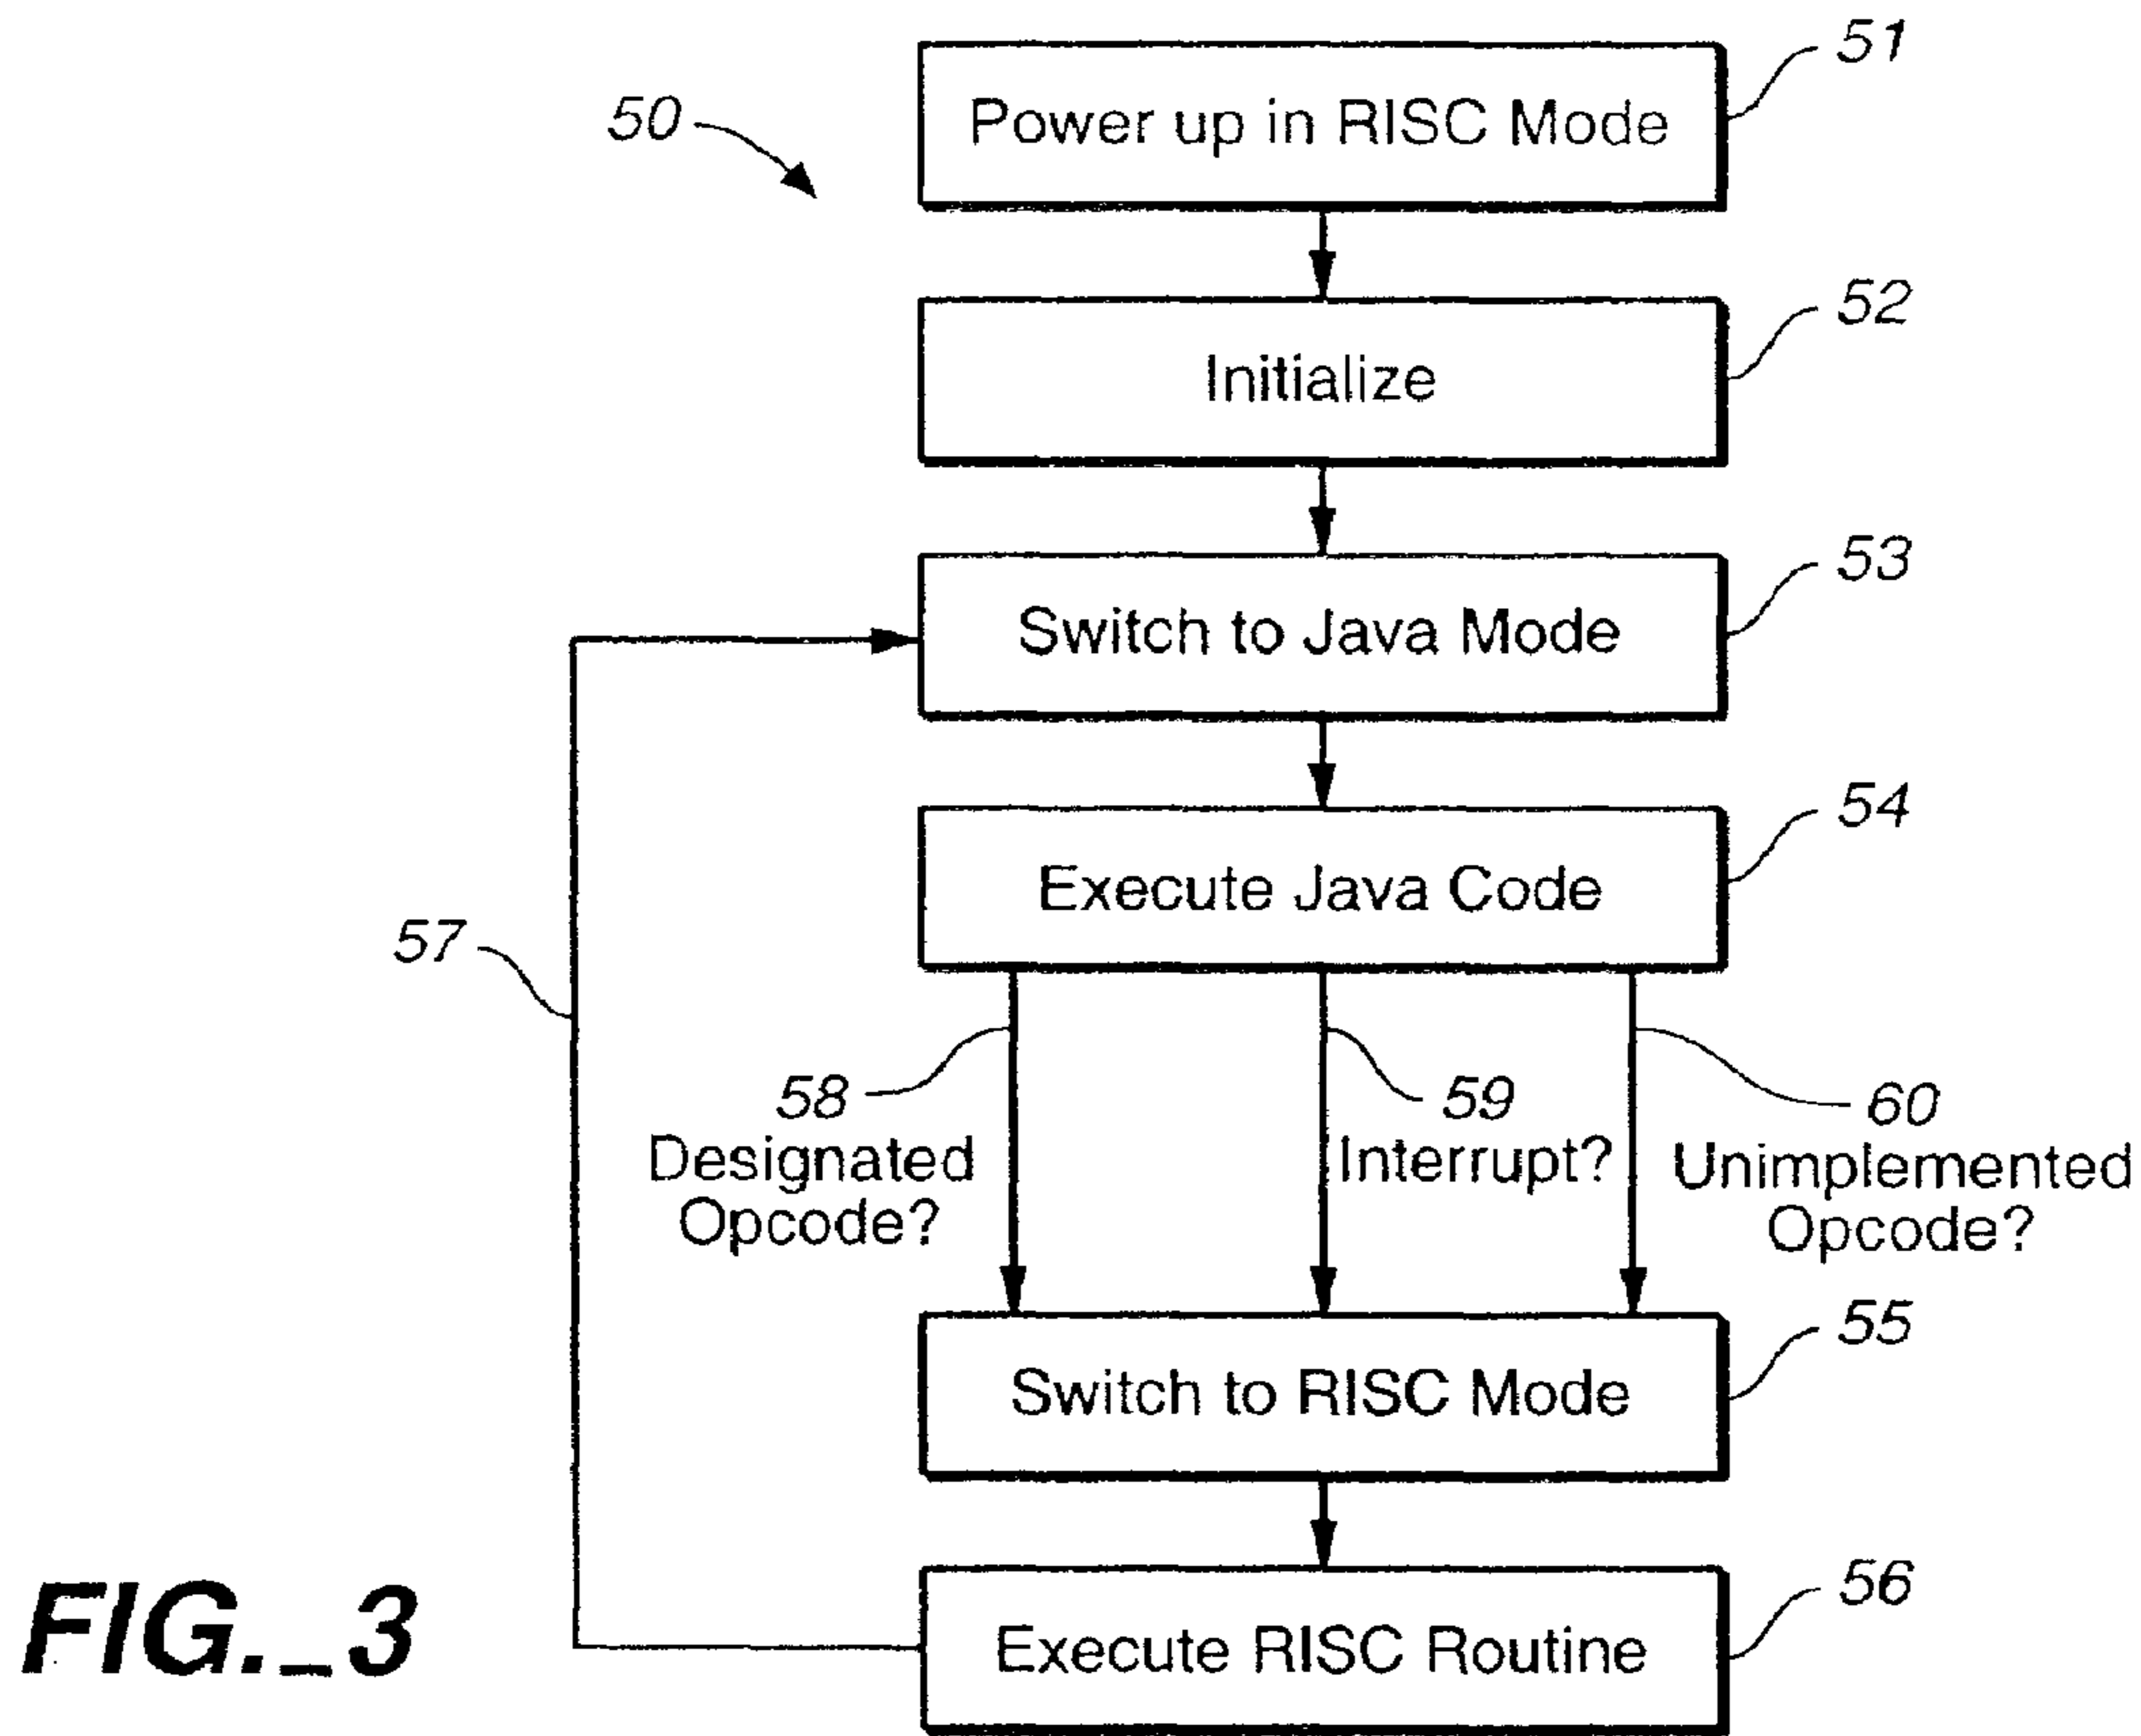 51
Power up in RISC Mode
50
52
Initialize
53
Switch to Java Mode
54
Execute Java Code
57
58
Designated
Opcode?
59
Interrupt?
60
Unimplemented
Opcode?
55
Switch to RISC Mode
56
Execute RISC Routine
FIG._3